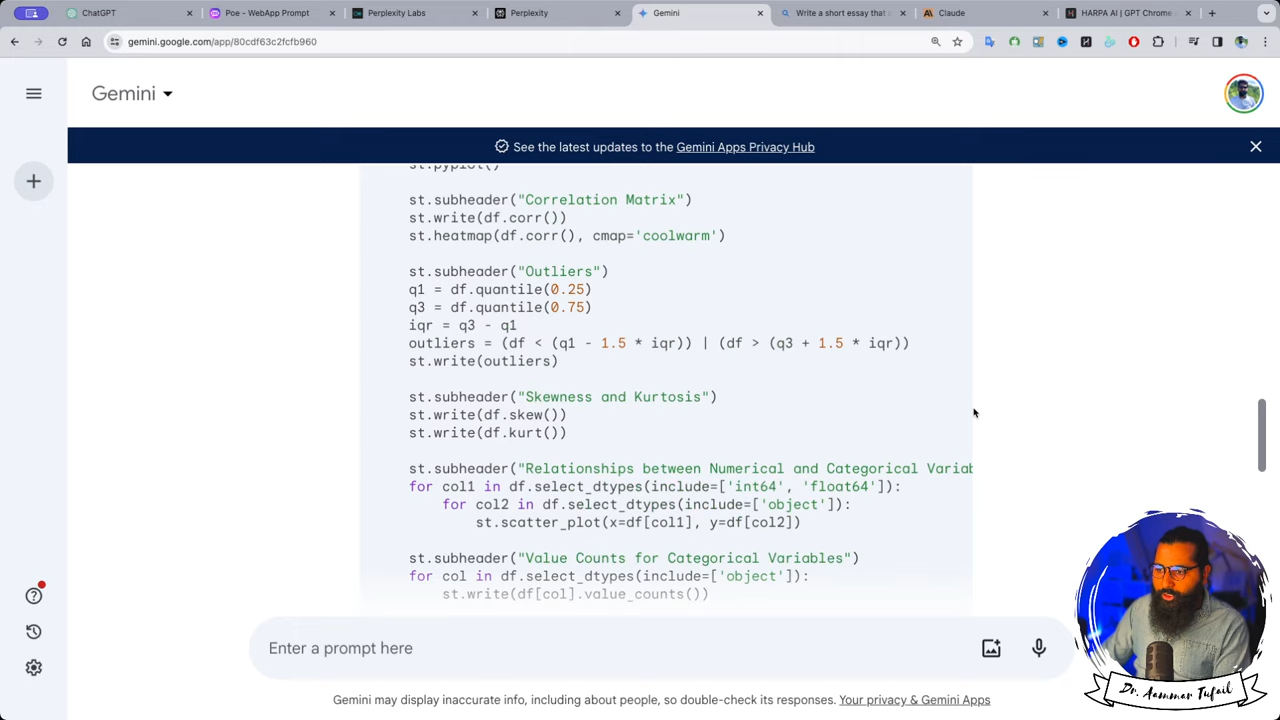 ChatGPT
Poe - WebApp Prompt
Perplexity Labs
Perplexity
Gemini
Write a short essay that a
Claude
HARPA AI | GPT Chrome
gemini.google.com/app/80cdf63c2fcfb960
Gemini
See the latest updates to the Gemini Apps Privacy Hub
st.pyplot()
st.subheader("Correlation Matrix")
st.write(df.corr())
st.heatmap(df.corr(), cmap='coolwarm')
st.subheader("Outliers")
q1 = df.quantile(0.25)
q3 = df.quantile(0.75)
iqr = q3 - q1
outliers = (df < (q1 - 1.5 * iqr)) | (df > (q3 + 1.5 * iqr))
st.write(outliers)
st.subheader("Skewness and Kurtosis")
st.write(df.skew())
st.write(df.kurt())
st.subheader("Relationships between Numerical and Categorical Variab
for col1 in df.select_dtypes(include=['int64', 'float64']):
for col2 in df.select_dtypes(include=['object']):
st.scatter_plot(x=df[col1], y=df[col2])
st.subheader("Value Counts for Categorical Variables")
for col in df.select_dtypes(include=['object']):
st.write(df[col].value_counts())
Enter a prompt here
Gemini may display inaccurate info, including about people, so double-check its responses. Your privacy & Gemini Apps
Dr. Aammar Tufail